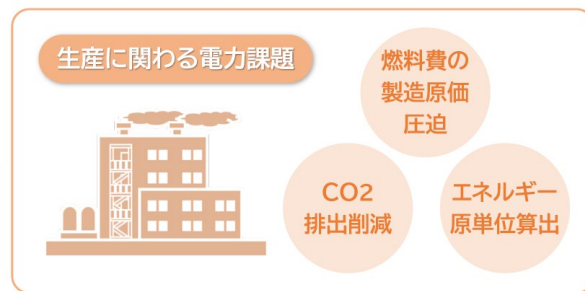 生産に関わる電力課題
燃料費の
製造原価
圧迫
CO2
排出削減
エネルギー
原単位算出